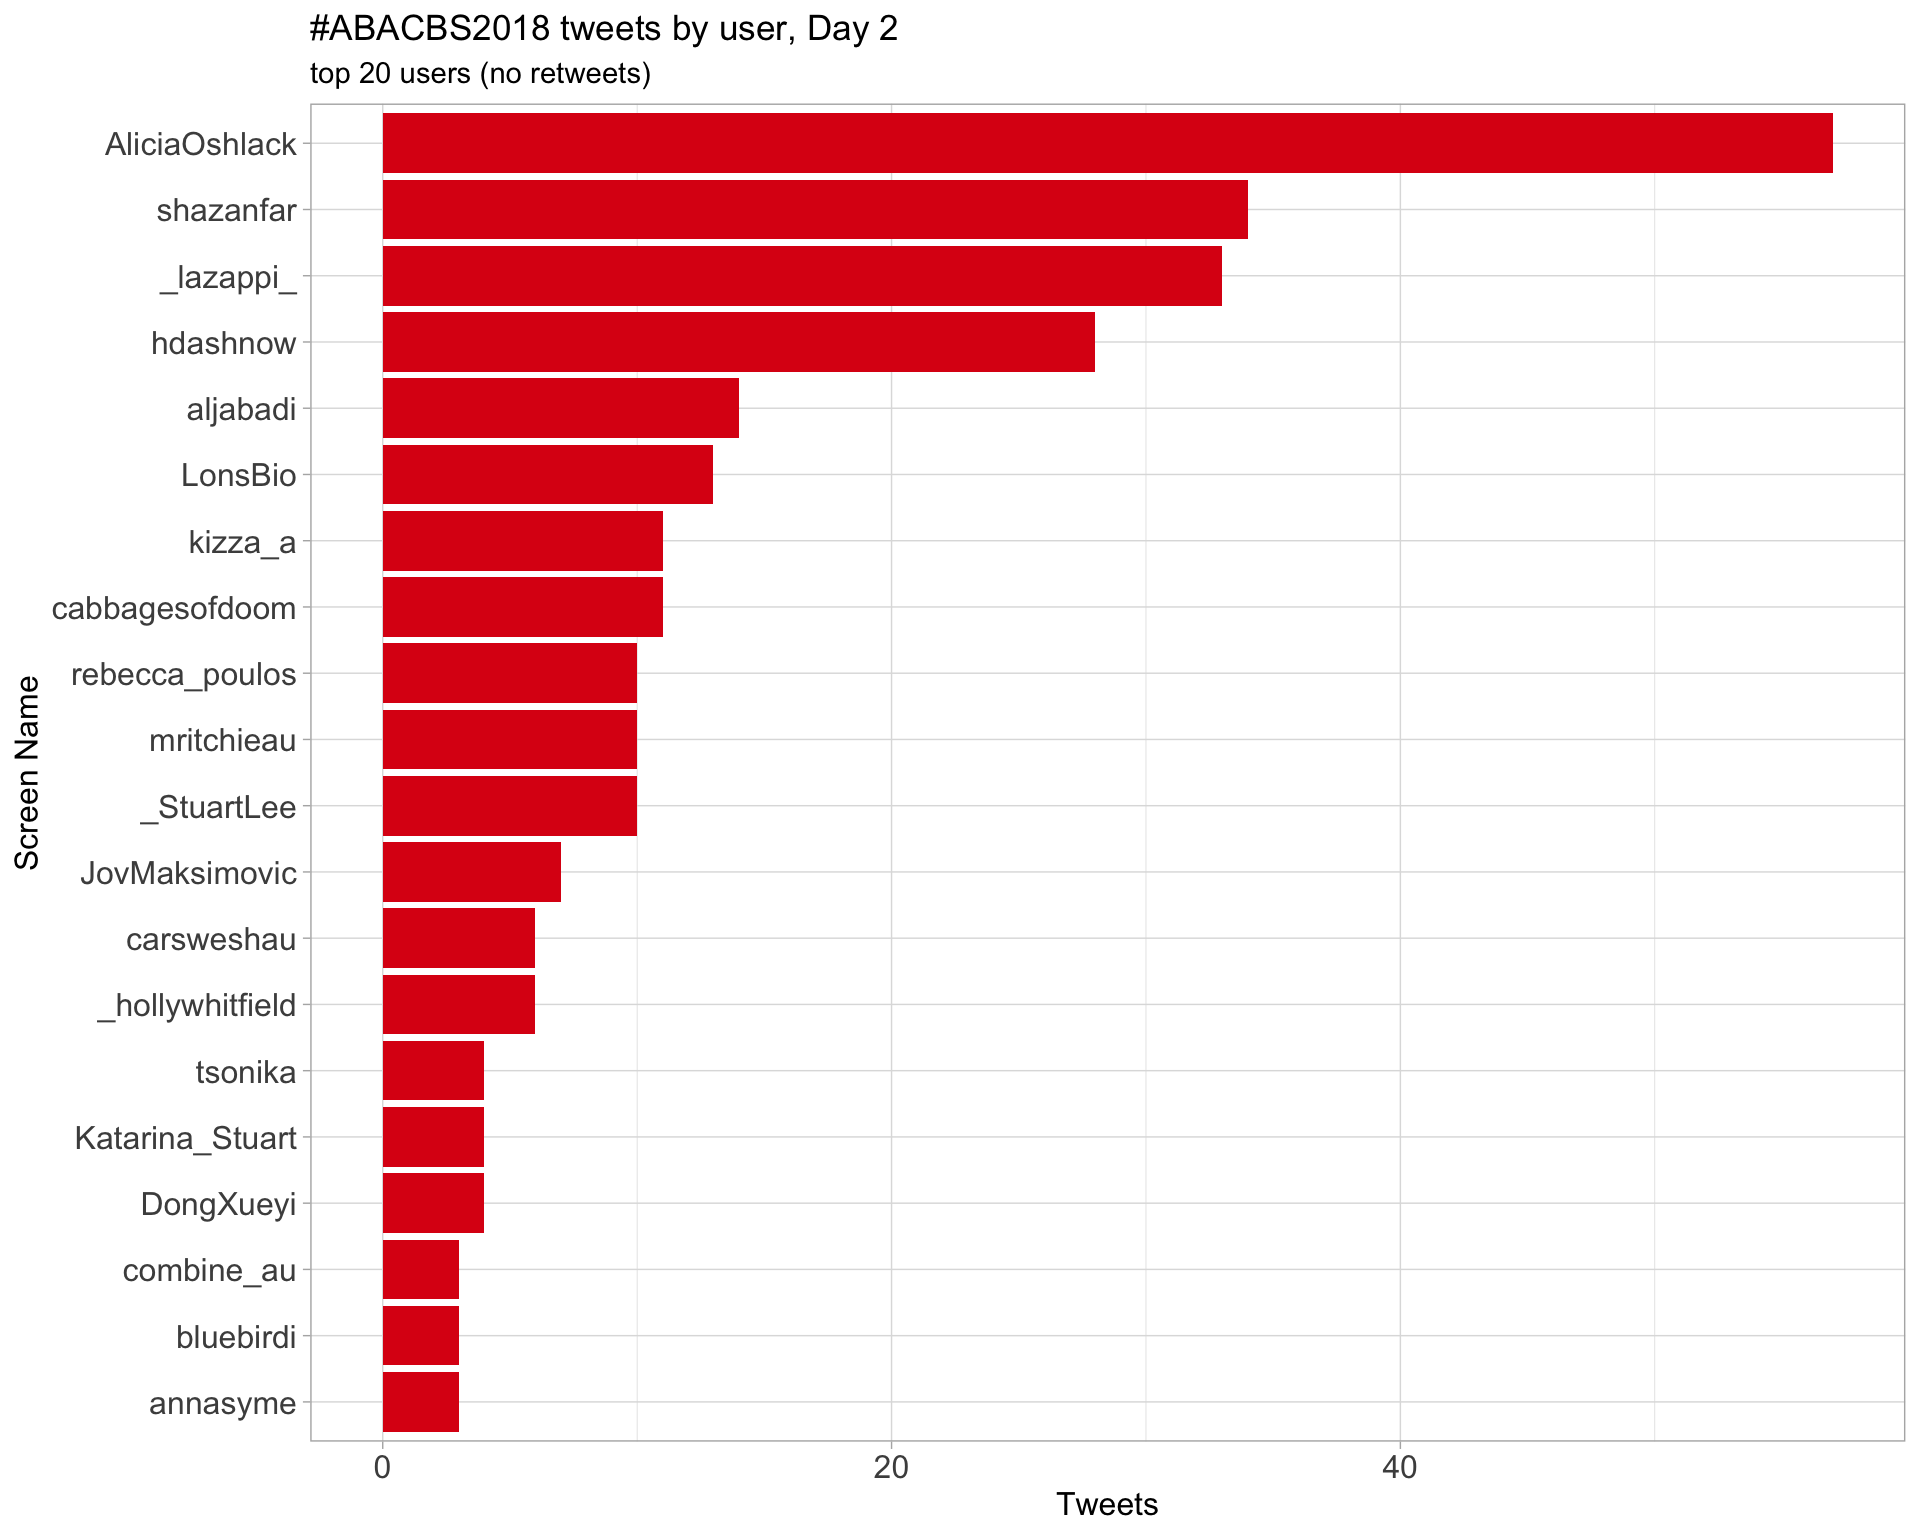 #ABACBS2018 tweets by user, Day 2
top 20 users (no retweets)
Screen Name
AliciaOshlack
shazanfar
_lazappi_
hdashnow
aljabadi
LonsBio
kizza_a
cabbagesofdoom
rebecca_poulos
mritchieau
_StuartLee
JovMaksimovic
carsweshau
_hollywhitfield
tsonika
Katarina_Stuart
DongXueyi
combine_au
bluebirdi
annasyme
0 20 40
Tweets